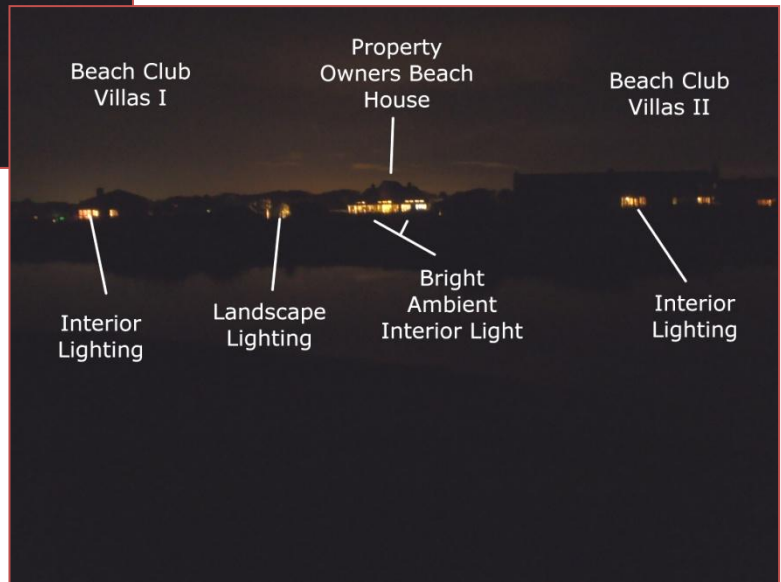 Beach Club
Villas I
Property
Owners Beach
House
Beach Club
Villas II
Interior
Lighting
Landscape
Lighting
Bright
Ambient
Interior Light
Interior
Lighting